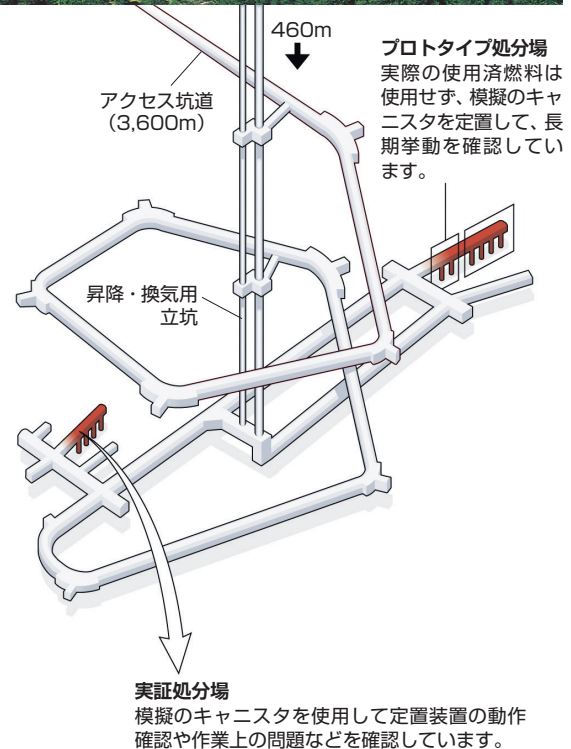 460m
アクセス坑道
（3,600m）
プロトタイプ処分場
実際の使用済燃料は
使用せず、模擬のキャ
ニスタを定置して、長
期挙動を確認してい
ます。
昇降・換気用
立坑
実証処分場
模擬のキャニスタを使用して定置装置の動作
確認や作業上の問題などを確認しています。